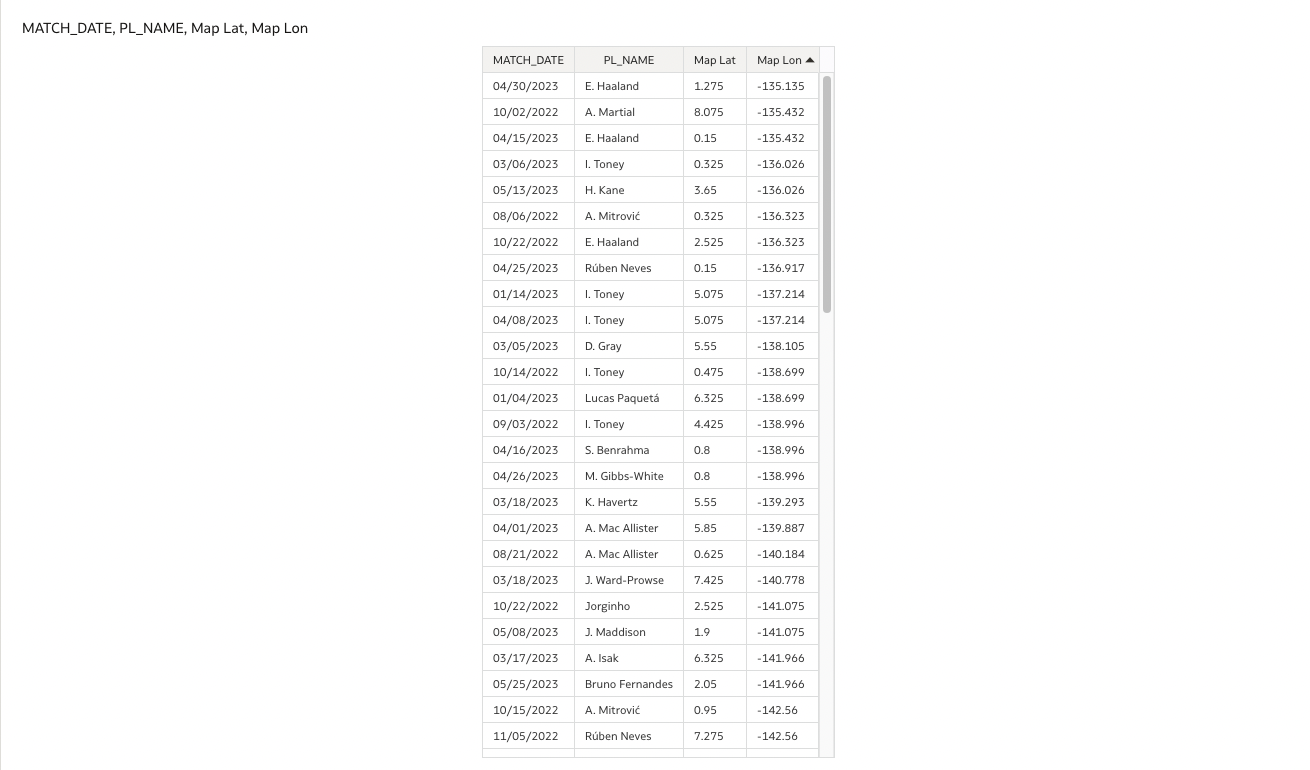 MATCH_DATE, PL_NAME, Map Lat, Map Lon
MATCH_DATE PL_NAME Map Lat Map Lon
04/30/2023 E. Haaland 1.275 -135.135
10/02/2022 A. Martial 8.075 -135.432
04/15/2023 E. Haaland 0.15 -135.432
03/06/2023 I. Toney 0.325 -136.026
05/13/2023 H. Kane 3.65 -136.026
08/06/2022 A. Mitrović 0.325 -136.323
10/22/2022 E. Haaland 2.525 -136.323
04/25/2023 Rúben Neves 0.15 -136.917
01/14/2023 I. Toney 5.075 -137.214
04/08/2023 I. Toney 5.075 -137.214
03/05/2023 D. Gray 5.55 -138.105
10/14/2022 I. Toney 0.475 -138.699
01/04/2023 Lucas Paquetá 6.325 -138.699
09/03/2022 I. Toney 4.425 -138.996
04/16/2023 S. Benrahma 0.8 -138.996
04/26/2023 M. Gibbs-White 0.8 -138.996
03/18/2023 K. Havertz 5.55 -139.293
04/01/2023 A. Mac Allister 5.85 -139.887
08/21/2022 A. Mac Allister 0.625 -140.184
03/18/2023 J. Ward-Prowse 7.425 -140.778
10/22/2022 Jorginho 2.525 -141.075
05/08/2023 J. Maddison 1.9 -141.075
03/17/2023 A. Isak 6.325 -141.966
05/25/2023 Bruno Fernandes 2.05 -141.966
10/15/2022 A. Mitrović 0.95 -142.56
11/05/2022 Rúben Neves 7.275 -142.56